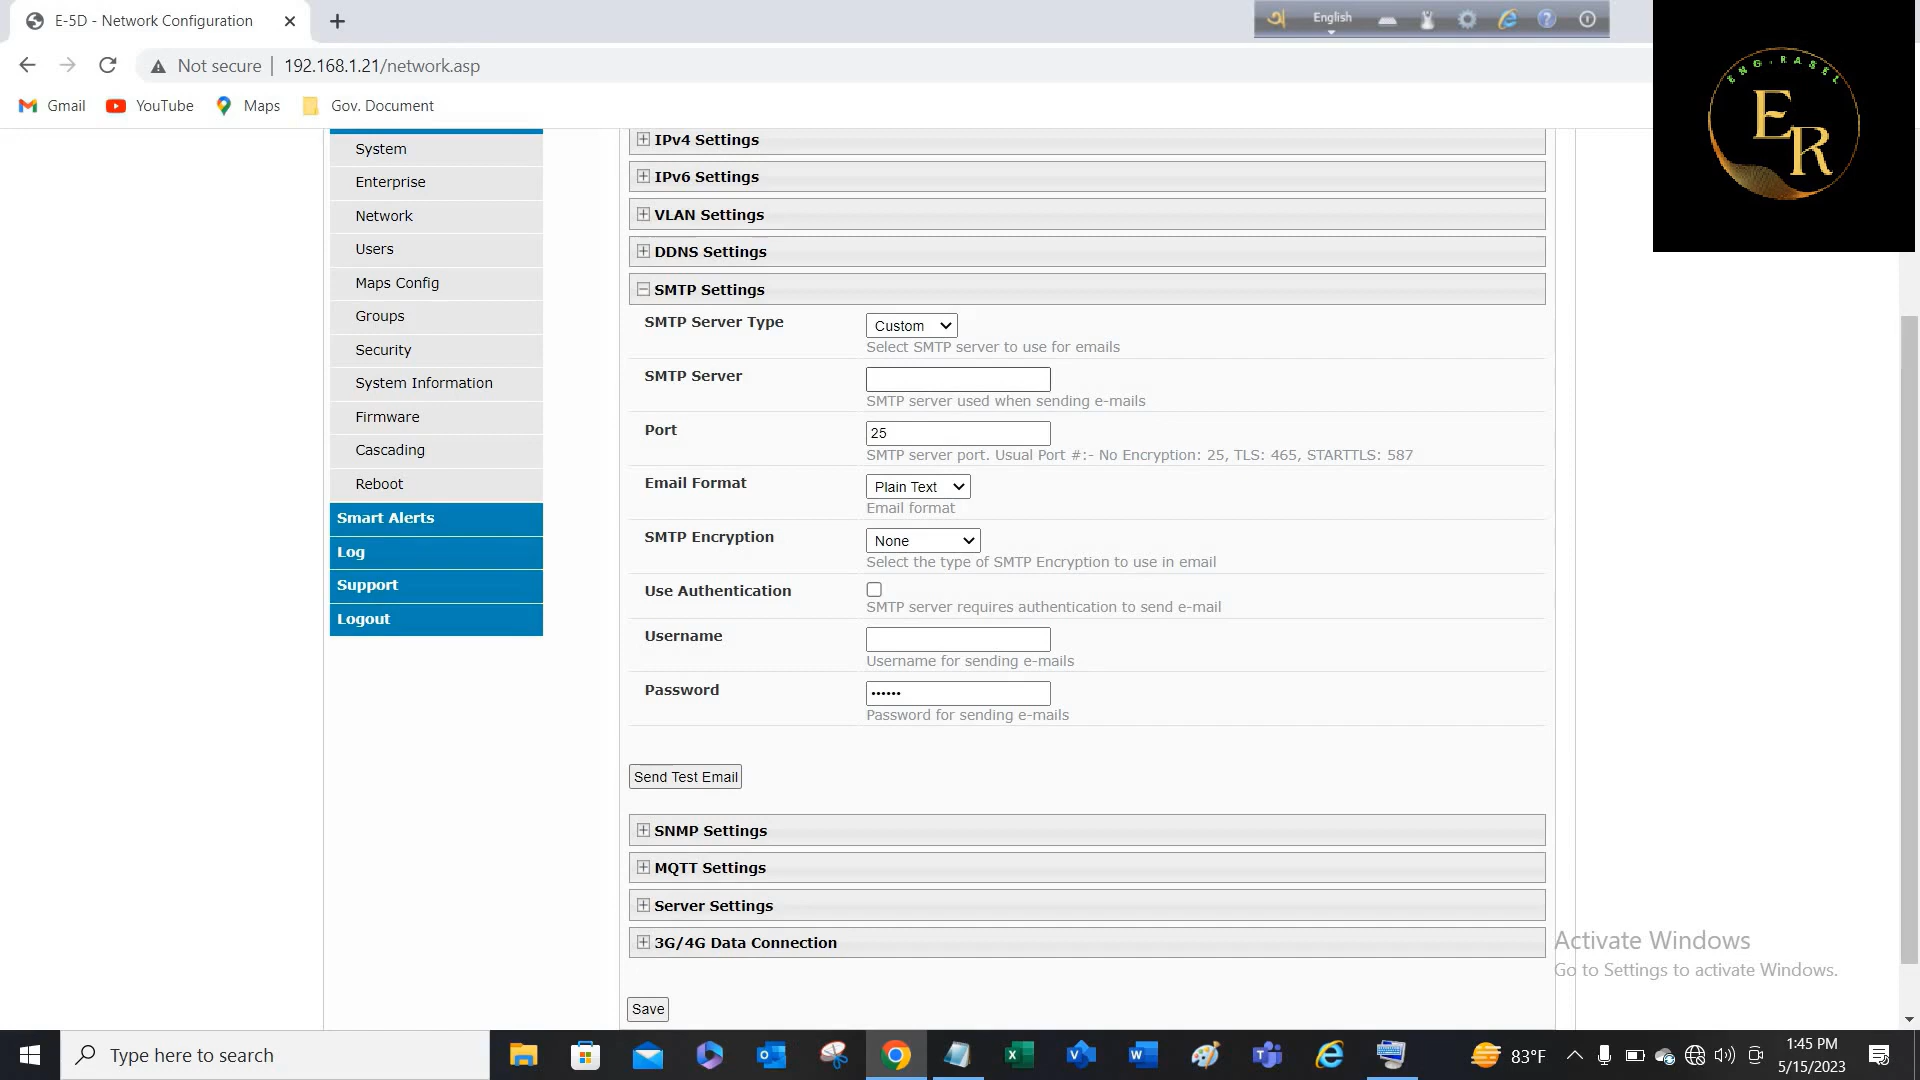 E-5D - Network Configuration
English
Not secure
192.168.1.21/network.asp
Gmail
YouTube
Maps
Gov. Document
ENG.RASEL
ER
System
Enterprise
Network
Users
Maps Config
Groups
Security
System Information
Firmware
Cascading
Reboot
Smart Alerts
Log
Support
Logout
IPv4 Settings
IPv6 Settings
VLAN Settings
DDNS Settings
SMTP Settings
SMTP Server Type
Custom
Select SMTP server to use for emails
SMTP Server
SMTP server used when sending e-mails
Port
25
SMTP server port. Usual Port #:- No Encryption: 25, TLS: 465, STARTTLS: 587
Email Format
Plain Text
Email format
SMTP Encryption
None
Select the type of SMTP Encryption to use in email
Use Authentication
SMTP server requires authentication to send e-mail
Username
Username for sending e-mails
Password
••••••
Password for sending e-mails
Send Test Email
SNMP Settings
MQTT Settings
Server Settings
3G/4G Data Connection
Save
Activate Windows
Go to Settings to activate Windows.
Type here to search
83°F
1:45 PM
5/15/2023